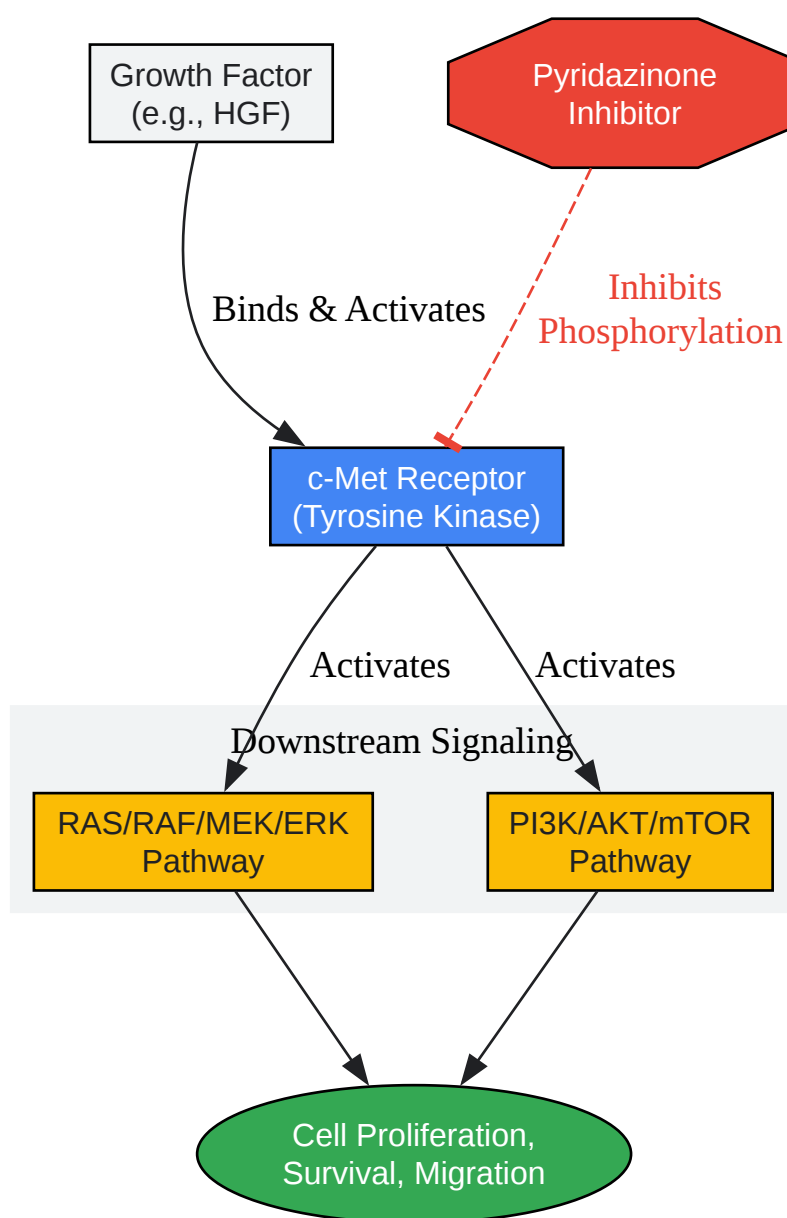 Growth Factor
(e.g., HGF)
Pyridazinone
Inhibitor
Binds & Activates
Inhibits
Phosphorylation
c-Met Receptor
(Tyrosine Kinase)
Activates
Activates
Downstream Signaling
RAS/RAF/MEK/ERK
Pathway
PI3K/AKT/mTOR
Pathway
Cell Proliferation,
Survival, Migration